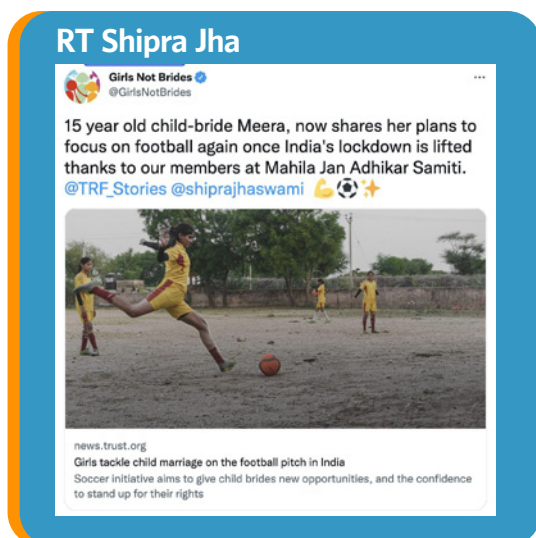 RT Shipra Jha
Girls Not Brides
@GirlsNotBrides
15 year old child-bride Meera, now shares her plans to
focus on football again once India's lockdown is lifted
thanks to our members at Mahila Jan Adhikar Samiti.
@TRF_Stories @shiprajhaswami 💪⚽✨
news.trust.org
Girls tackle child marriage on the football pitch in India
Soccer initiative aims to give child brides new opportunities, and the confidence
to stand up for their rights